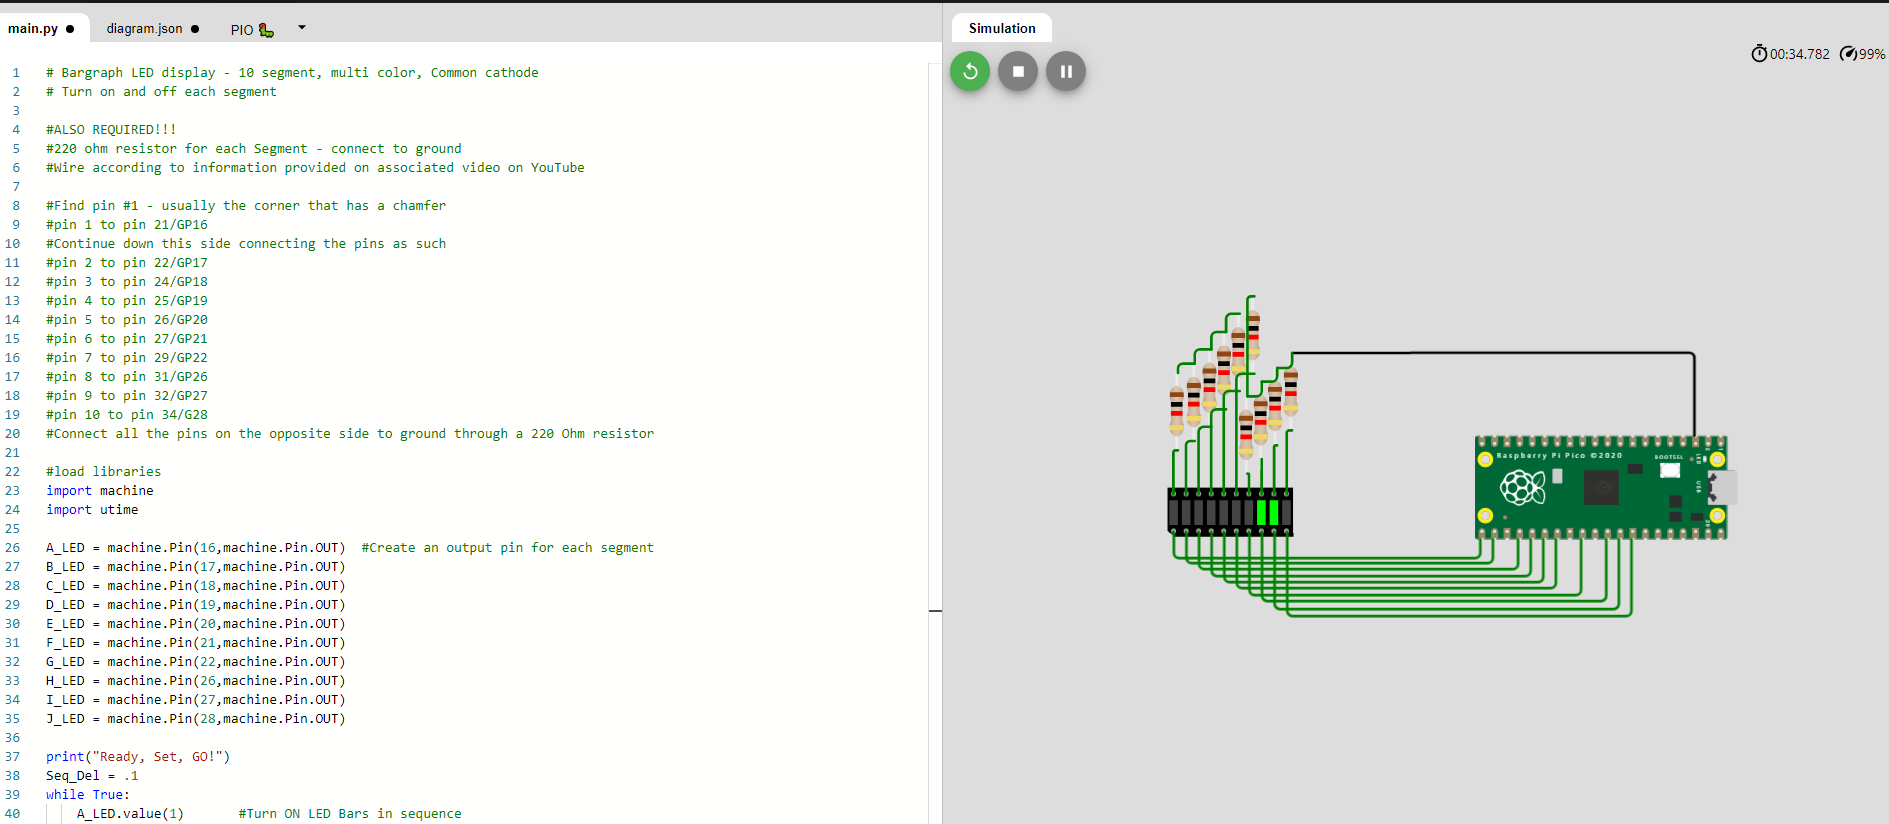 main.py
diagram.json
PIO
Simulation
00:34.782
99%
1 # Bargraph LED display - 10 segment, multi color, Common cathode
2 # Turn on and off each segment
3
4 #ALSO REQUIRED!!!
5 #220 ohm resistor for each Segment - connect to ground
6 #Wire according to information provided on associated video on YouTube
7
8 #Find pin #1 - usually the corner that has a chamfer
9 #pin 1 to pin 21/GP16
10 #Continue down this side connecting the pins as such
11 #pin 2 to pin 22/GP17
12 #pin 3 to pin 24/GP18
13 #pin 4 to pin 25/GP19
14 #pin 5 to pin 26/GP20
15 #pin 6 to pin 27/GP21
16 #pin 7 to pin 29/GP22
17 #pin 8 to pin 31/GP26
18 #pin 9 to pin 32/GP27
19 #pin 10 to pin 34/G28
20 #Connect all the pins on the opposite side to ground through a 220 Ohm resistor
21
22 #load libraries
23 import machine
24 import utime
25
26 A_LED = machine.Pin(16,machine.Pin.OUT)  #Create an output pin for each segment
27 B_LED = machine.Pin(17,machine.Pin.OUT)
28 C_LED = machine.Pin(18,machine.Pin.OUT)
29 D_LED = machine.Pin(19,machine.Pin.OUT)
30 E_LED = machine.Pin(20,machine.Pin.OUT)
31 F_LED = machine.Pin(21,machine.Pin.OUT)
32 G_LED = machine.Pin(22,machine.Pin.OUT)
33 H_LED = machine.Pin(26,machine.Pin.OUT)
34 I_LED = machine.Pin(27,machine.Pin.OUT)
35 J_LED = machine.Pin(28,machine.Pin.OUT)
36
37 print("Ready, Set, GO!")
38 Seq_Del = .1
39 while True:
40 A_LED.value(1)       #Turn ON LED Bars in sequence
Raspberry Pi Pico ©2020
BOOTSEL
LED
USB